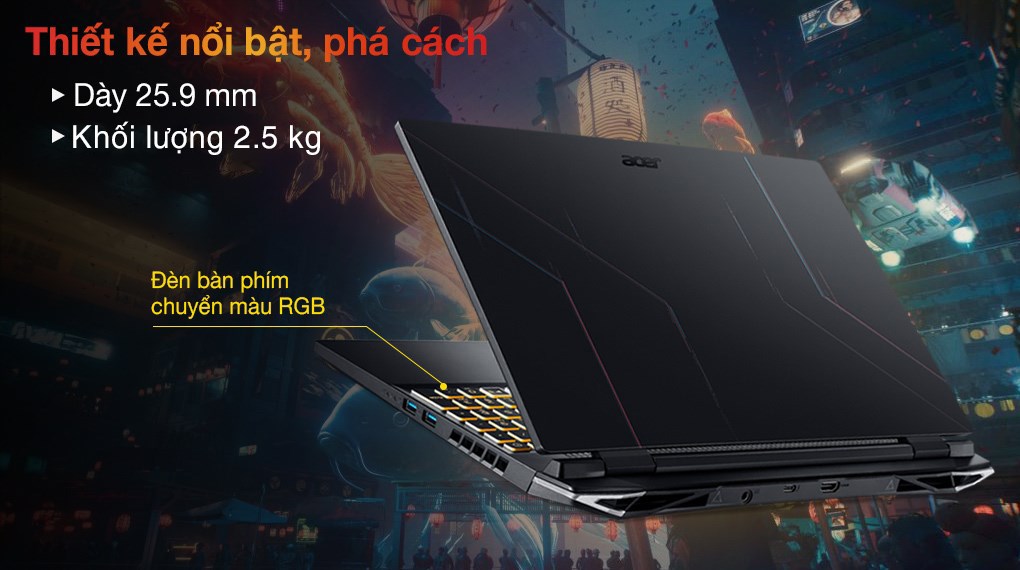 Thiết kế nổi bật, phá cách
Dày 25.9 mm
Khối lượng 2.5 kg
acer
Đèn bàn phím
chuyển màu RGB